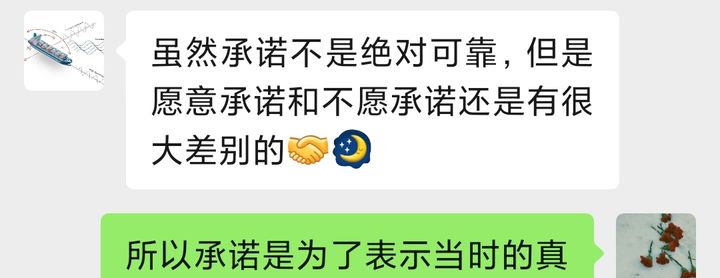 虽然承诺不是绝对可靠，但是
愿意承诺和不愿承诺还是有很
大差别的🤝🌙
所以承诺是为了表示当时的真